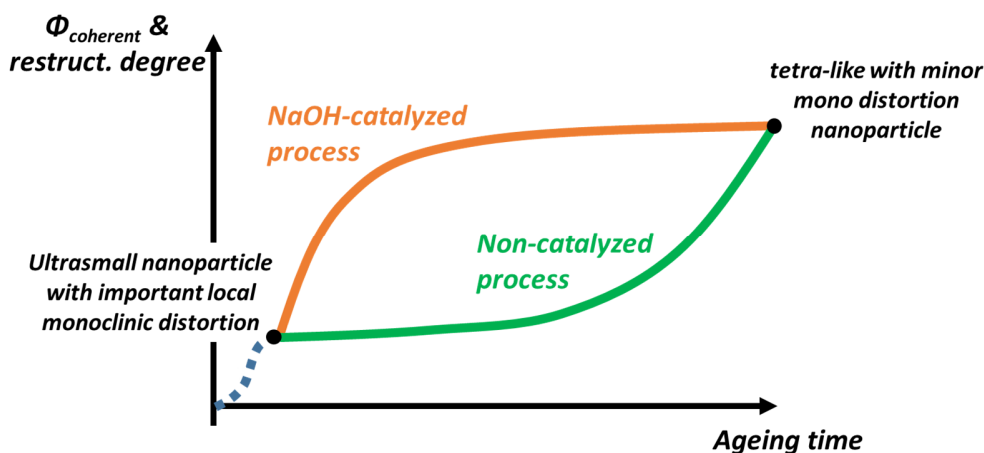 Φcoherent &
restruct. degree
NaOH-catalyzed
process
tetra-like with minor
mono distortion
nanoparticle
Ultrasmall nanoparticle
with important local
monoclinic distortion
Non-catalyzed
process
Ageing time